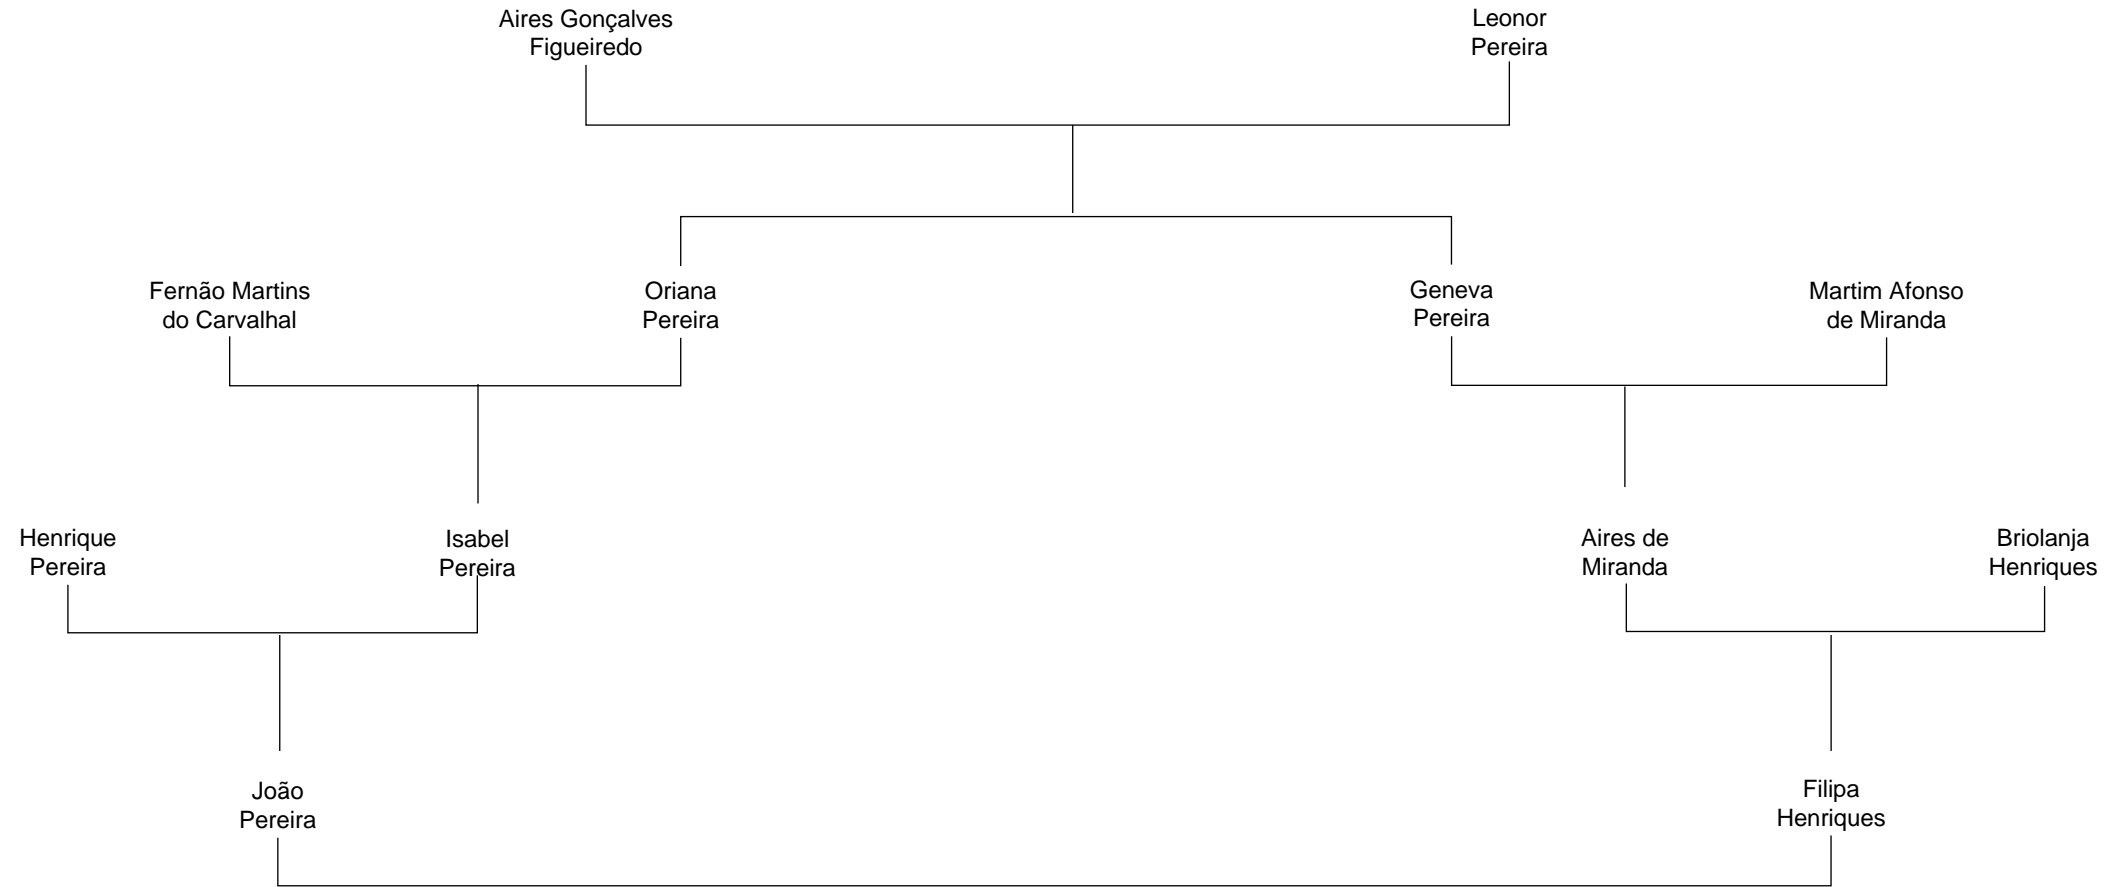 Aires Gonçalves
Figueiredo
Leonor
Pereira
Fernão Martins
do Carvalhal
Oriana
Pereira
Geneva
Pereira
Martim Afonso
de Miranda
Henrique
Pereira
Isabel
Pereira
Aires de
Miranda
Briolanja
Henriques
João
Pereira
Filipa
Henriques